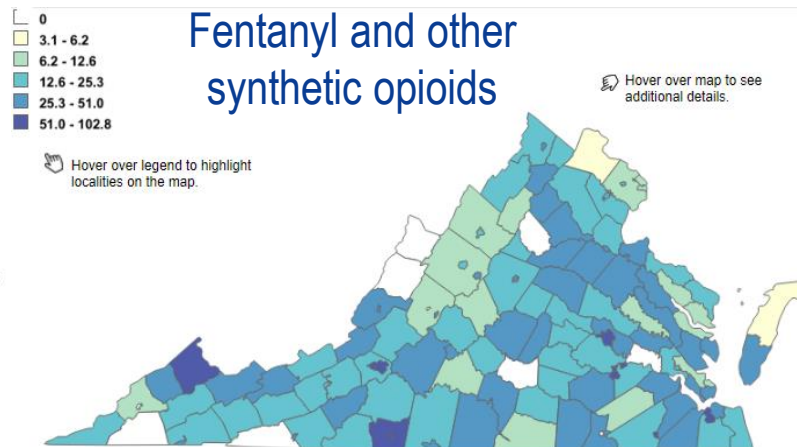 Fentanyl and other
synthetic opioids
0
3.1 - 6.2
6.2 - 12.6
12.6 - 25.3
25.3 - 51.0
51.0 - 102.8
Hover over legend to highlight
localities on the map.
Hover over map to see
additional details.